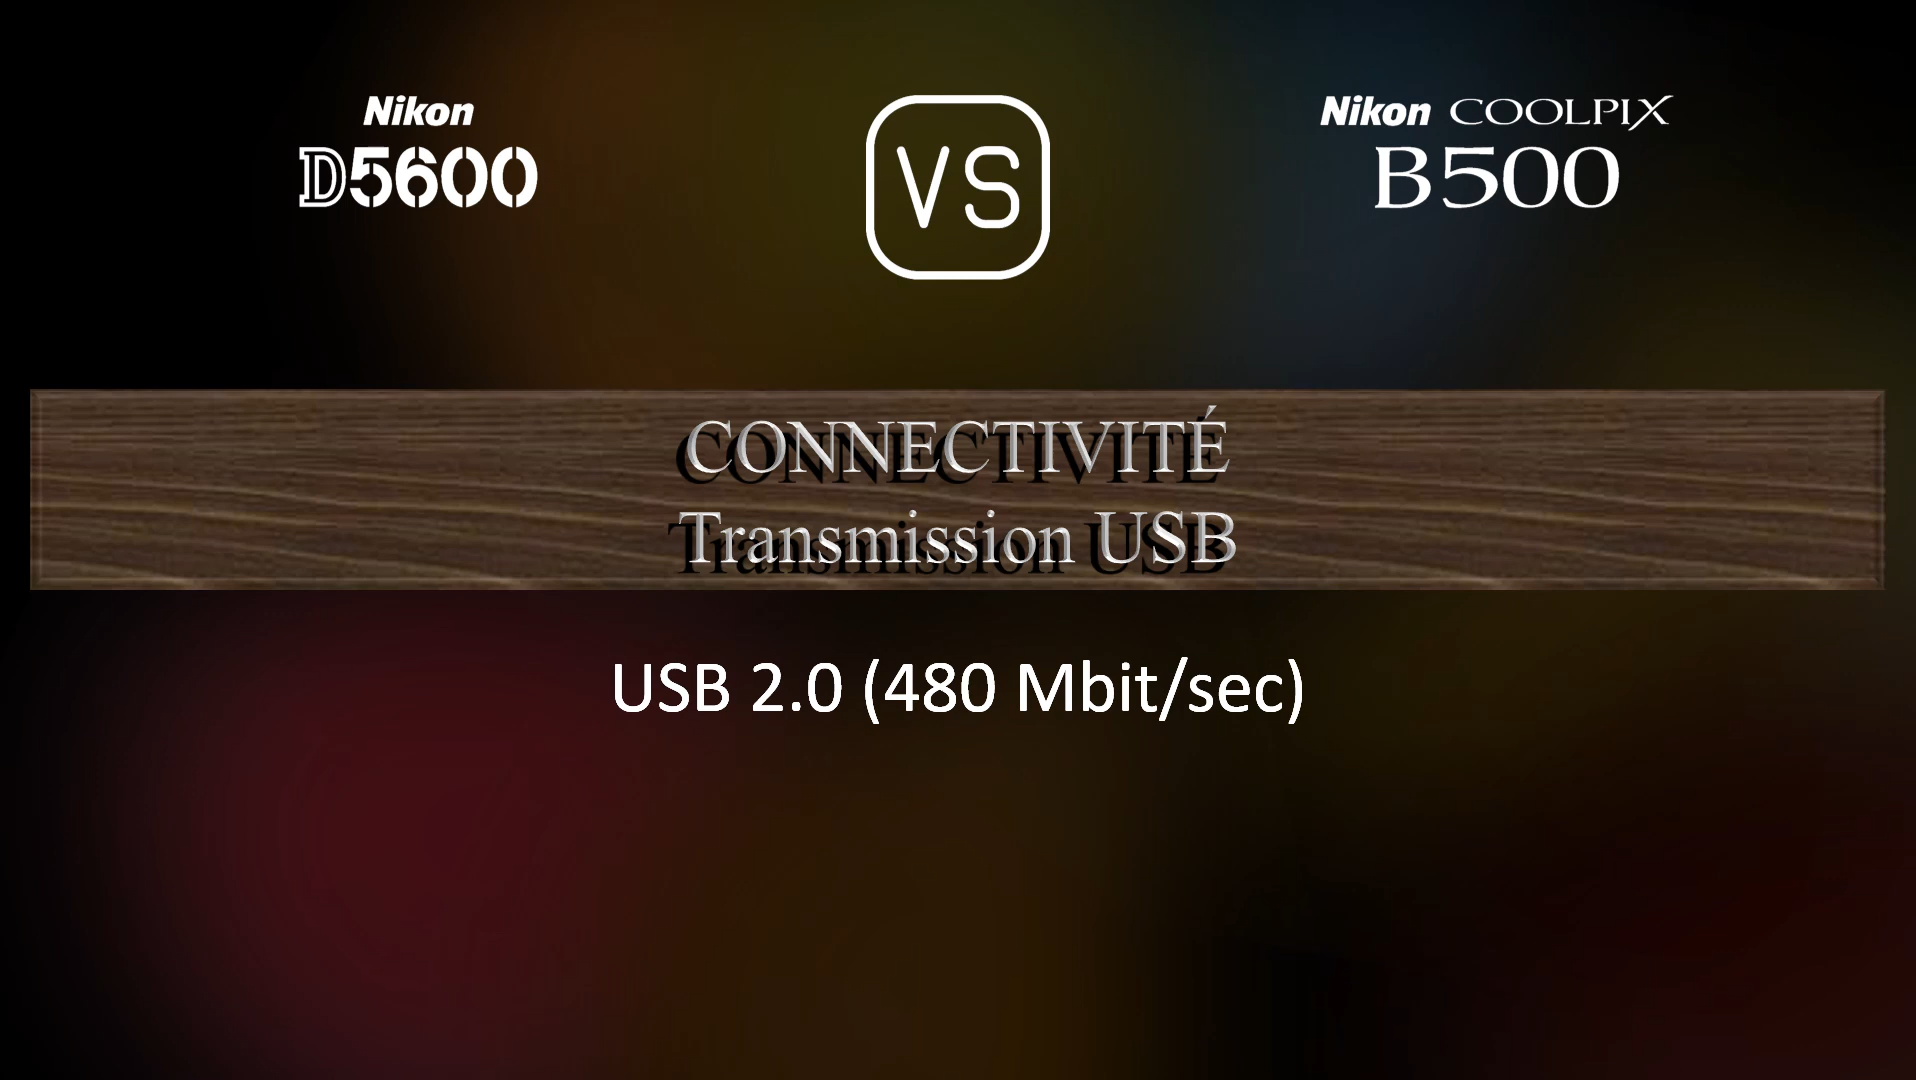 Nikon
D5600
VS
Nikon COOLPIX
B500
CONNECTIVITÉ
Transmission USB
USB 2.0 (480 Mbit/sec)